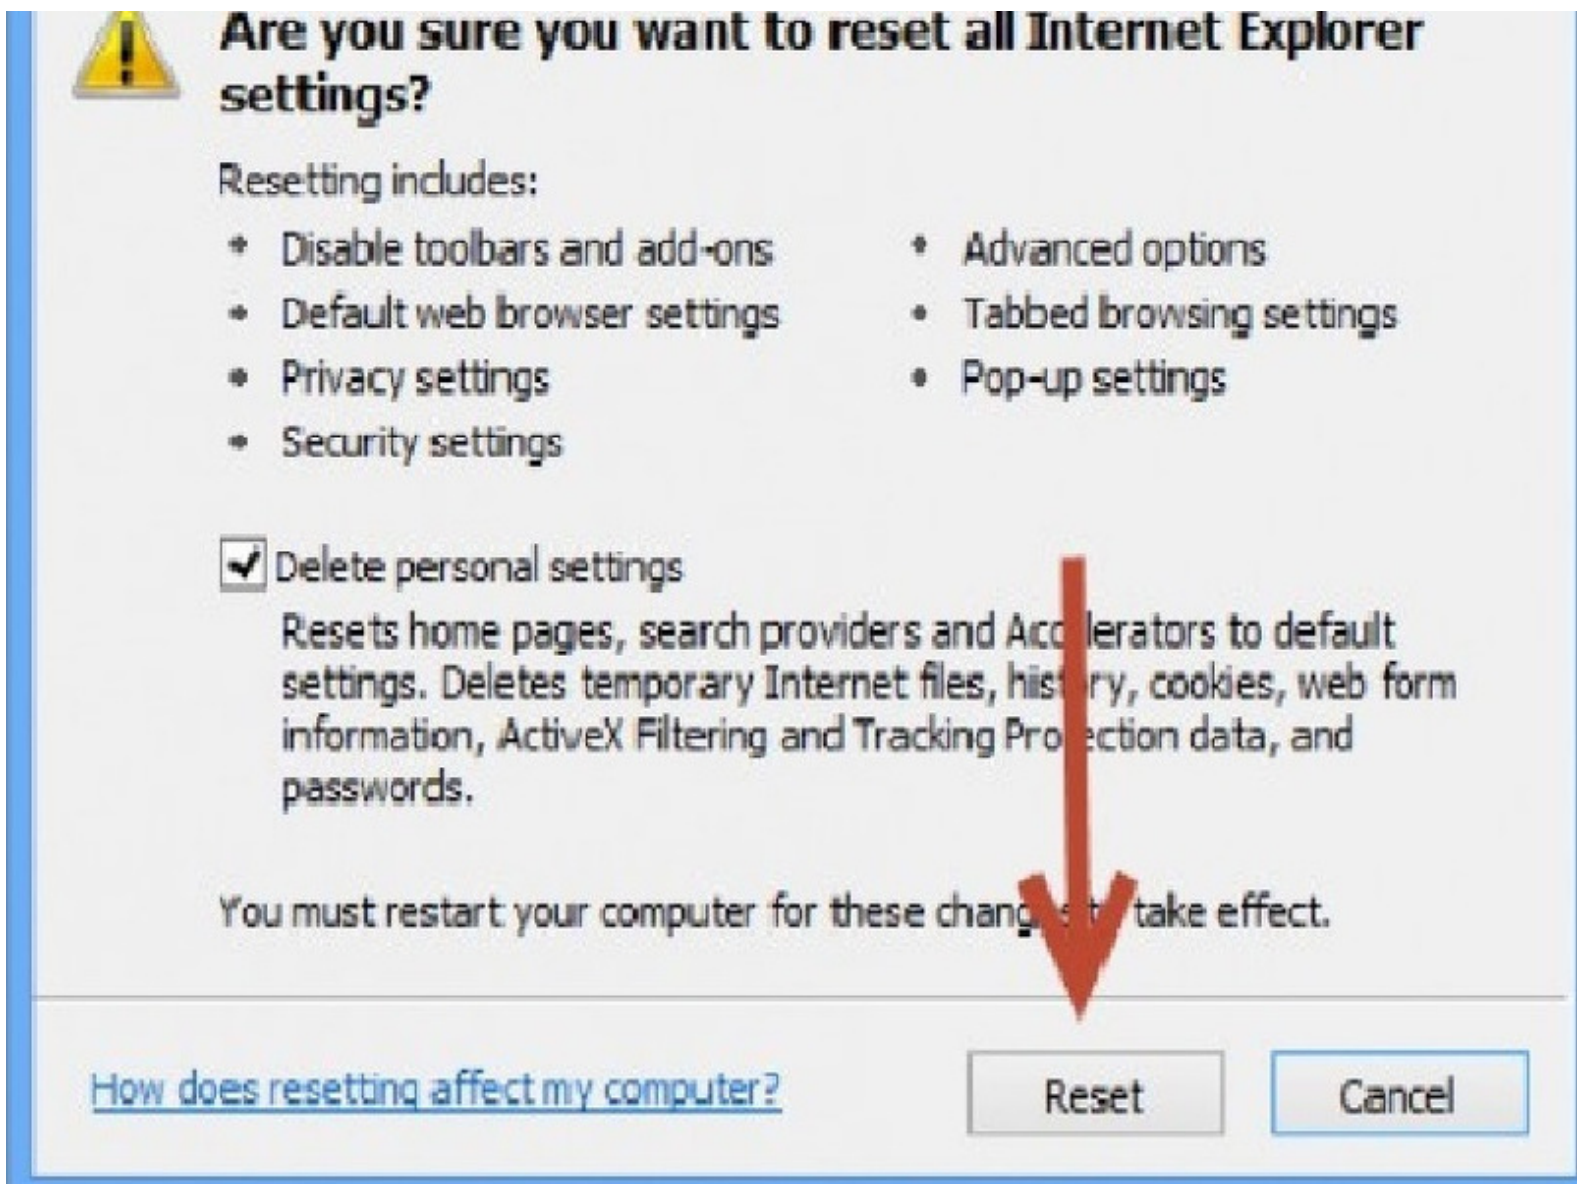 Are you sure you want to reset all Internet Explorer
settings?
Resetting includes:
Disable toolbars and add-ons
Default web browser settings
Privacy settings
Security settings
Advanced options
Tabbed browsing settings
Pop-up settings
Delete personal settings
Resets home pages, search providers and Accelerators to default
settings. Deletes temporary Internet files, history, cookies, web form
information, ActiveX Filtering and Tracking Protection data, and
passwords.
You must restart your computer for these changes to take effect.
How does resetting affect my computer?
Reset
Cancel